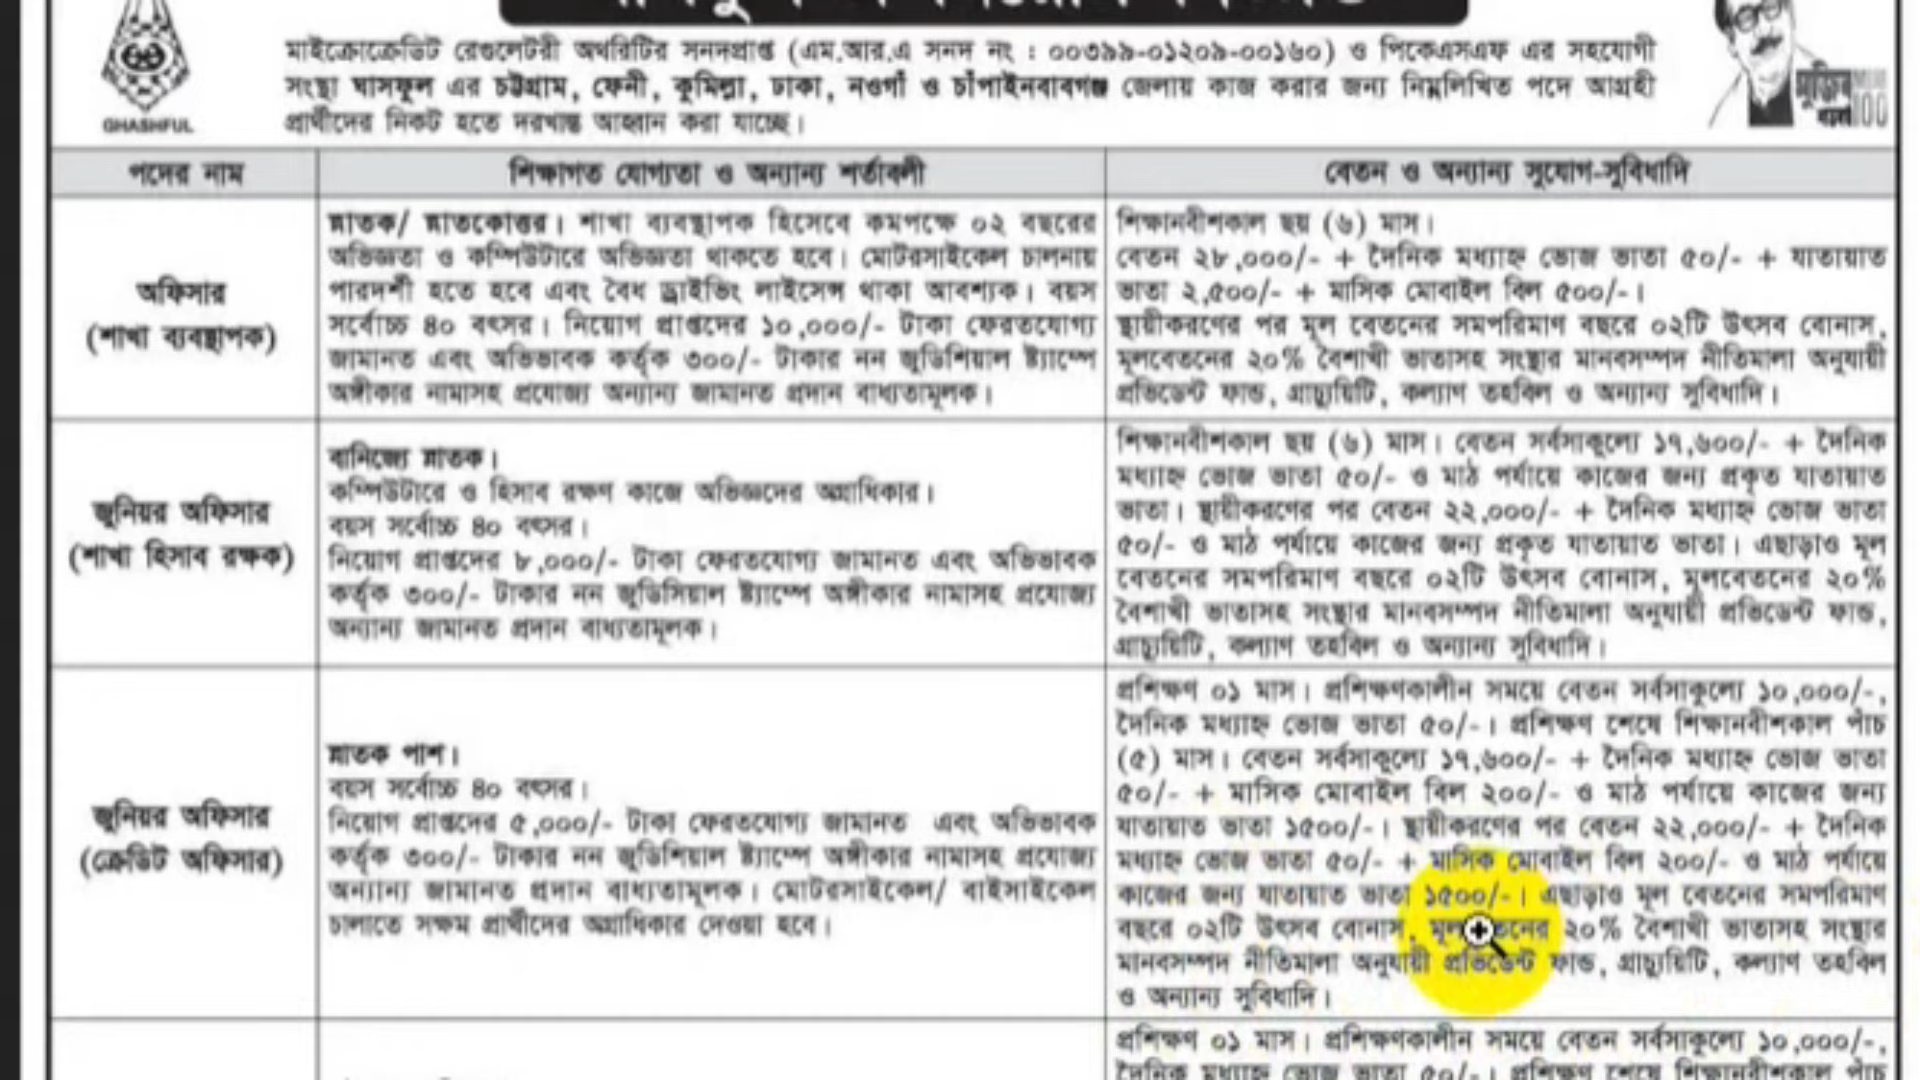 মাইক্রোক্রেডিট রেগুলেটরী অথরিটির সনদপ্রাপ্ত (এম.আর.এ সনদ নং : ০০৩৯৯-০১২০৯-০০১৬০) ও পিকেএসএফ এর সহযোগী
সংস্থা ঘাসফুল এর চট্টগ্রাম, ফেনী, কুমিল্লা, ঢাকা, নওগাঁ ও চাঁপাইনবাবগঞ্জ জেলায় কাজ করার জন্য নিম্নলিখিত পদে আগ্রহী
প্রার্থীদের নিকট হতে দরখাস্ত আহ্বান করা যাচ্ছে।
GHASHFUL
মুজিব
100
পদের নাম
শিক্ষাগত যোগ্যতা ও অন্যান্য শর্তাবলী
বেতন ও অন্যান্য সুযোগ-সুবিধাদি
অফিসার
(শাখা ব্যবস্থাপক)
স্নাতক/ স্নাতকোত্তর। শাখা ব্যবস্থাপক হিসেবে কমপক্ষে ০২ বছরের
অভিজ্ঞতা ও কম্পিউটারে অভিজ্ঞতা থাকতে হবে। মোটরসাইকেল চালনায়
পারদর্শী হতে হবে এবং বৈধ ড্রাইভিং লাইসেন্স থাকা আবশ্যক। বয়স
সর্বোচ্চ ৪০ বৎসর। নিয়োগ প্রাপ্তদের ১০,০০০/- টাকা ফেরতযোগ্য
জামানত এবং অভিভাবক কর্তৃক ৩০০/- টাকার নন জুডিশিয়াল ষ্ট্যাম্পে
অঙ্গীকার নামাসহ প্রযোজ্য অন্যান্য জামানত প্রদান বাধ্যতামূলক।
শিক্ষানবীশকাল ছয় (৬) মাস।
বেতন ২৮,০০০/- + দৈনিক মধ্যাহ্ন ভোজ ভাতা ৫০/- + যাতায়াত
ভাতা ২,৫০০/- + মাসিক মোবাইল বিল ৫০০/-।
স্থায়ীকরণের পর মূল বেতনের সমপরিমাণ বছরে ০২টি উৎসব বোনাস,
মূলবেতনের ২০% বৈশাখী ভাতাসহ সংস্থার মানবসম্পদ নীতিমালা অনুযায়ী
প্রভিডেন্ট ফান্ড, গ্রাচ্যুয়িটি, কল্যাণ তহবিল ও অন্যান্য সুবিধাদি।
জুনিয়র অফিসার
(শাখা হিসাব রক্ষক)
বানিজ্যে স্নাতক।
কম্পিউটারে ও হিসাব রক্ষণ কাজে অভিজ্ঞদের অগ্রাধিকার।
বয়স সর্বোচ্চ ৪০ বৎসর।
নিয়োগ প্রাপ্তদের ৮,০০০/- টাকা ফেরতযোগ্য জামানত এবং অভিভাবক
কর্তৃক ৩০০/- টাকার নন জুডিসিয়াল ষ্ট্যাম্পে অঙ্গীকার নামাসহ প্রযোজ্য
অন্যান্য জামানত প্রদান বাধ্যতামূলক।
শিক্ষানবীশকাল ছয় (৬) মাস। বেতন সর্বসাকূল্যে ১৭,৬০০/- + দৈনিক
মধ্যাহ্ন ভোজ ভাতা ৫০/- ও মাঠ পর্যায়ে কাজের জন্য প্রকৃত যাতায়াত
ভাতা। স্থায়ীকরণের পর বেতন ২২,০০০/- + দৈনিক মধ্যাহ্ন ভোজ ভাতা
৫০/- ও মাঠ পর্যায়ে কাজের জন্য প্রকৃত যাতায়াত ভাতা। এছাড়াও মূল
বেতনের সমপরিমাণ বছরে ০২টি উৎসব বোনাস, মূলবেতনের ২০%
বৈশাখী ভাতাসহ সংস্থার মানবসম্পদ নীতিমালা অনুযায়ী প্রভিডেন্ট ফান্ড,
গ্রাচ্যুয়িটি, কল্যাণ তহবিল ও অন্যান্য সুবিধাদি।
জুনিয়র অফিসার
(ক্রেডিট অফিসার)
স্নাতক পাশ।
বয়স সর্বোচ্চ ৪০ বৎসর।
নিয়োগ প্রাপ্তদের ৫,০০০/- টাকা ফেরতযোগ্য জামানত এবং অভিভাবক
কর্তৃক ৩০০/- টাকার নন জুডিশিয়াল ষ্ট্যাম্পে অঙ্গীকার নামাসহ প্রযোজ্য
অন্যান্য জামানত প্রদান বাধ্যতামূলক। মোটরসাইকেল/ বাইসাইকেল
চালাতে সক্ষম প্রার্থীদের অগ্রাধিকার দেওয়া হবে।
প্রশিক্ষণ ০১ মাস। প্রশিক্ষণকালীন সময়ে বেতন সর্বসাকুল্যে ১০,০০০/-,
দৈনিক মধ্যাহ্ন ভোজ ভাতা ৫০/-। প্রশিক্ষণ শেষে শিক্ষানবীশকাল পাঁচ
(৫) মাস। বেতন সর্বসাকূল্যে ১৭,৬০০/- + দৈনিক মধ্যাহ্ন ভোজ ভাতা
৫০/- + মাসিক মোবাইল বিল ২০০/- ও মাঠ পর্যায়ে কাজের জন্য
যাতায়াত ভাতা ১৫০০/-। স্থায়ীকরণের পর বেতন ২২,০০০/- + দৈনিক
মধ্যাহ্ন ভোজ ভাতা ৫০/- + মাসিক মোবাইল বিল ২০০/- ও মাঠ পর্যায়ে
কাজের জন্য যাতায়াত ভাতা ১৫০০/-। এছাড়াও মূল বেতনের সমপরিমাণ
বছরে ০২টি উৎসব বোনাস, ২০% বৈশাখী ভাতাসহ সংস্থার
মানবসম্পদ নীতিমালা অনুযায়ী প্রভিডেন্ট ফান্ড, গ্রাচ্যুয়িটি, কল্যাণ তহবিল
ও অন্যান্য সুবিধাদি।
প্রশিক্ষণ ০১ মাস। প্রশিক্ষণকালীন সময়ে বেতন সর্বসাকুল্যে ১০,০০০/-,
দৈনিক মধ্যাহ্ন ভোজ ভাতা ৫০/-। প্রশিক্ষণ শেষে শিক্ষানবীশকাল পাঁচ